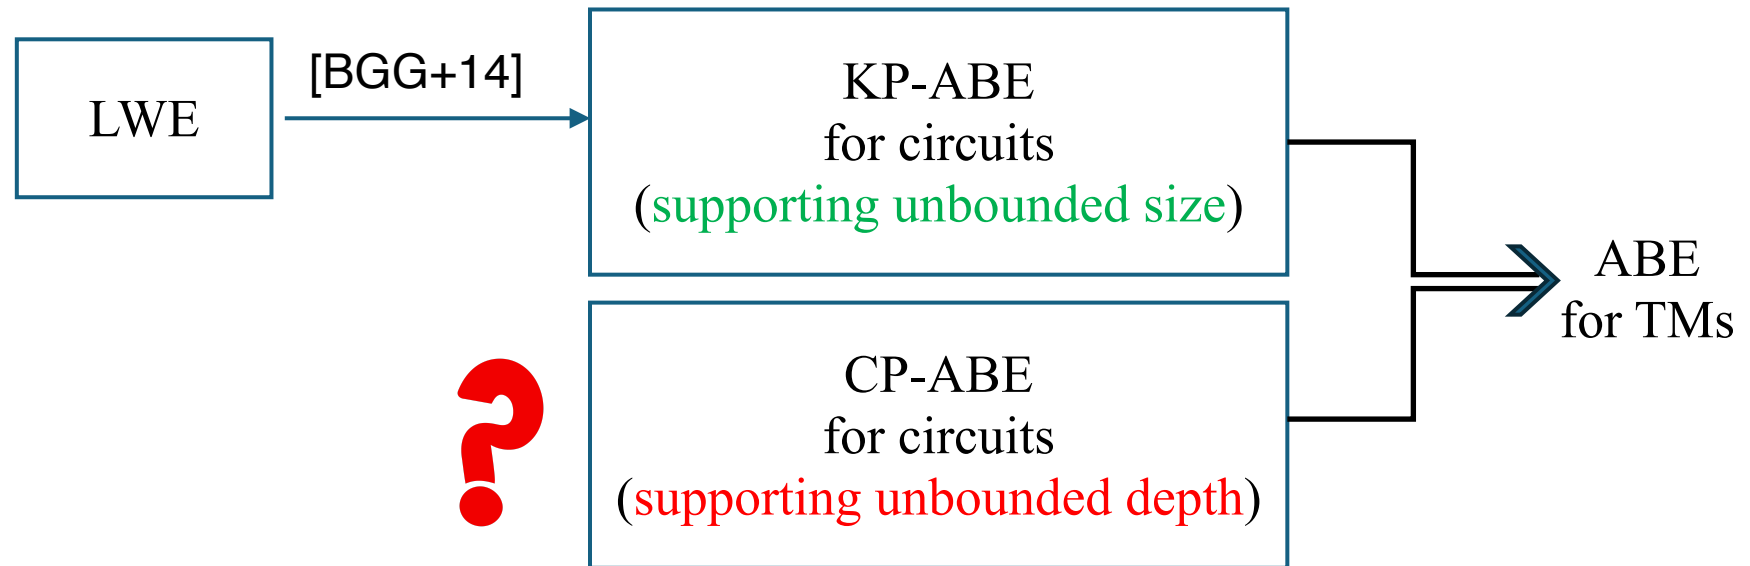 LWE
[BGG+14]
KP-ABE
for circuits
(supporting unbounded size)
CP-ABE
for circuits
(supporting unbounded depth)
?
ABE
for TMs